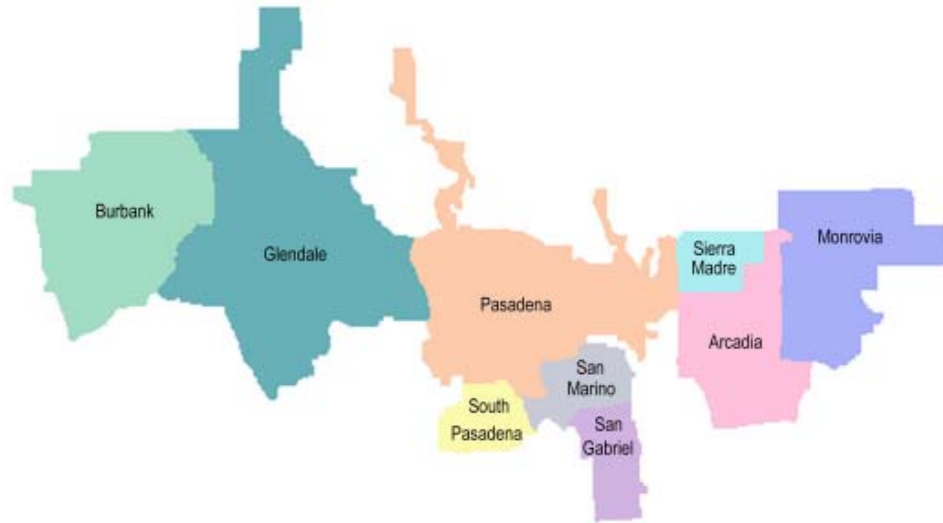 Burbank
Glendale
Pasadena
Sierra
Madre
Monrovia
Arcadia
San
Marino
South
Pasadena
San
Gabriel